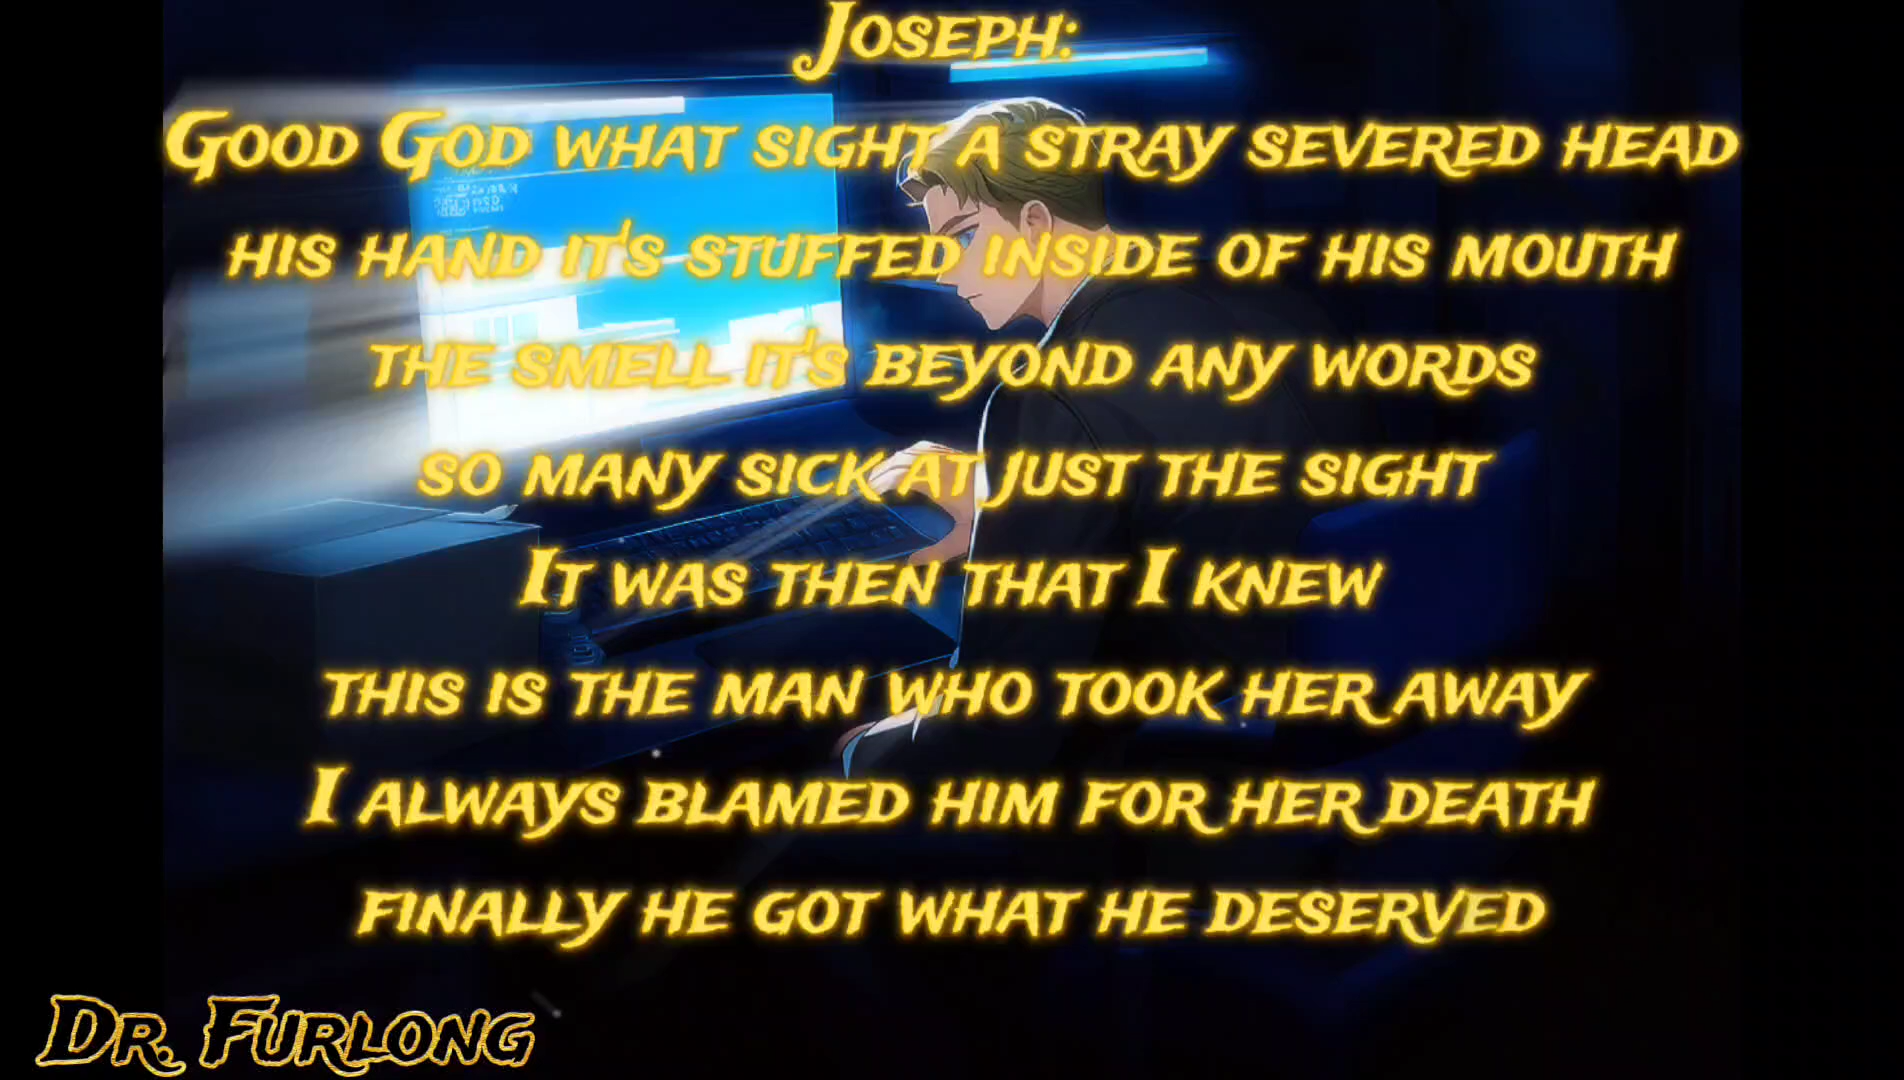 Joseph:
Good God what sight a stray severed head
his hand it's stuffed inside of his mouth
the smell it's beyond any words
so many sick at just the sight
It was then that I knew
this is the man who took her away
I always blamed him for her death
finally he got what he deserved
Dr. Furlong